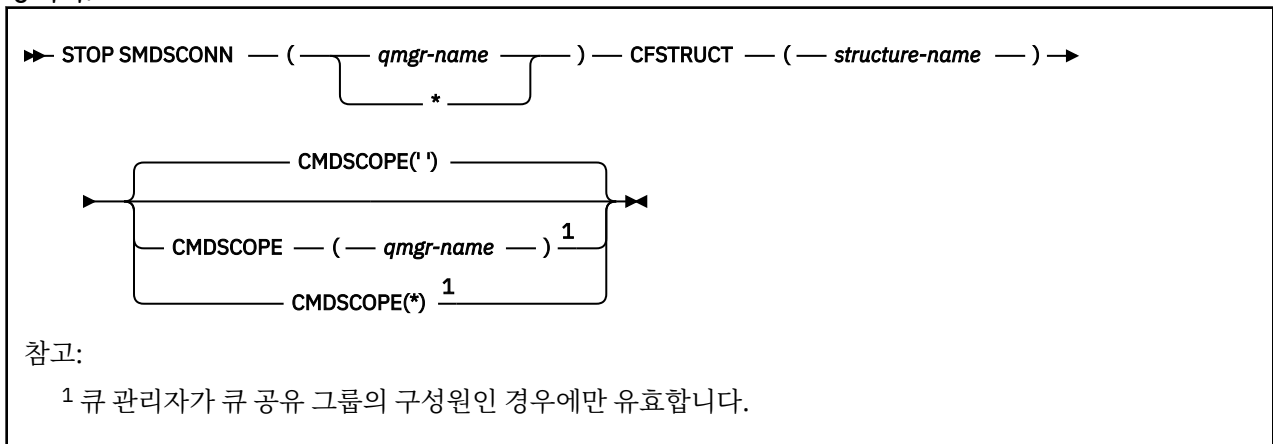 STOP SMDSCONN ( qmgr-name ) CFSTRUCT ( structure-name )
*
CMDSCOPE(' ')
CMDSCOPE ( qmgr-name ) 1
CMDSCOPE(*) 1
참고:
1 큐 관리자가 큐 공유 그룹의 구성원인 경우에만 유효합니다.